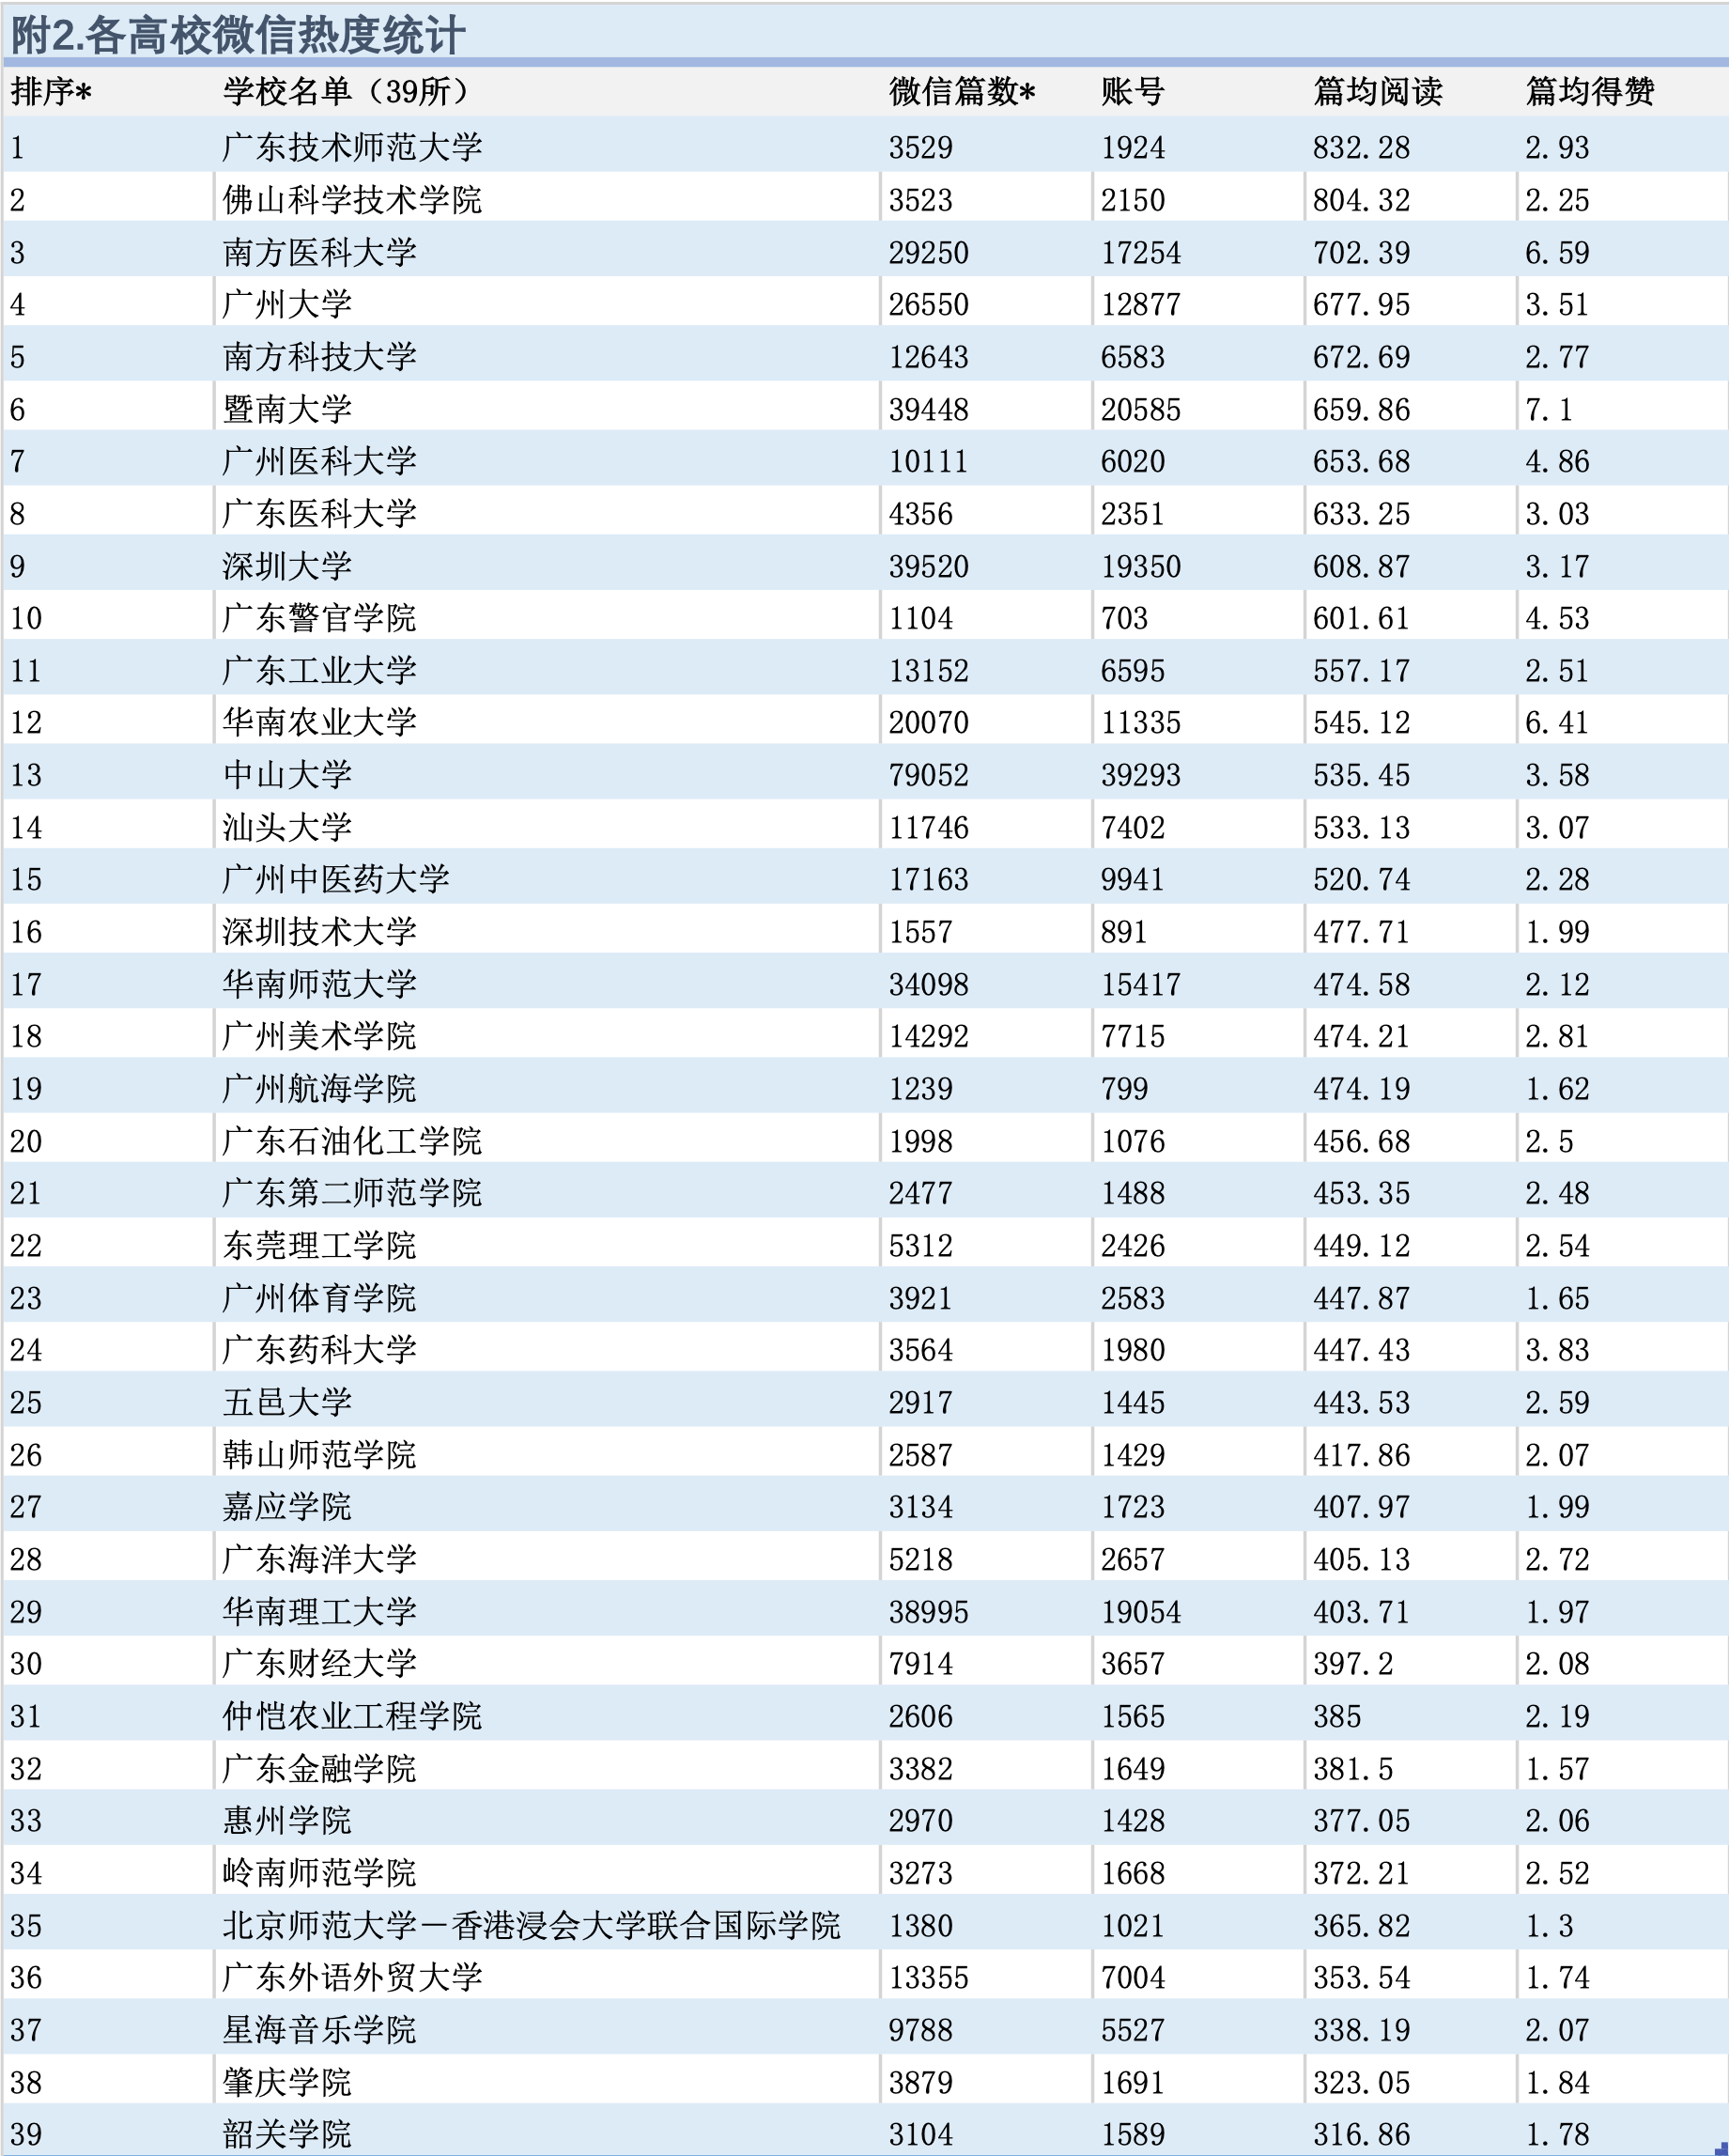 附2.各高校微信热度统计
排序* 学校名单（39所） 微信篇数* 账号 篇均阅读 篇均得赞
1 广东技术师范大学 3529 1924 832.28 2.93
2 佛山科学技术学院 3523 2150 804.32 2.25
3 南方医科大学 29250 17254 702.39 6.59
4 广州大学 26550 12877 677.95 3.51
5 南方科技大学 12643 6583 672.69 2.77
6 暨南大学 39448 20585 659.86 7.1
7 广州医科大学 10111 6020 653.68 4.86
8 广东医科大学 4356 2351 633.25 3.03
9 深圳大学 39520 19350 608.87 3.17
10 广东警官学院 1104 703 601.61 4.53
11 广东工业大学 13152 6595 557.17 2.51
12 华南农业大学 20070 11335 545.12 6.41
13 中山大学 79052 39293 535.45 3.58
14 汕头大学 11746 7402 533.13 3.07
15 广州中医药大学 17163 9941 520.74 2.28
16 深圳技术大学 1557 891 477.71 1.99
17 华南师范大学 34098 15417 474.58 2.12
18 广州美术学院 14292 7715 474.21 2.81
19 广州航海学院 1239 799 474.19 1.62
20 广东石油化工学院 1998 1076 456.68 2.5
21 广东第二师范学院 2477 1488 453.35 2.48
22 东莞理工学院 5312 2426 449.12 2.54
23 广州体育学院 3921 2583 447.87 1.65
24 广东药科大学 3564 1980 447.43 3.83
25 五邑大学 2917 1445 443.53 2.59
26 韩山师范学院 2587 1429 417.86 2.07
27 嘉应学院 3134 1723 407.97 1.99
28 广东海洋大学 5218 2657 405.13 2.72
29 华南理工大学 38995 19054 403.71 1.97
30 广东财经大学 7914 3657 397.2 2.08
31 仲恺农业工程学院 2606 1565 385 2.19
32 广东金融学院 3382 1649 381.5 1.57
33 惠州学院 2970 1428 377.05 2.06
34 岭南师范学院 3273 1668 372.21 2.52
35 北京师范大学－香港浸会大学联合国际学院 1380 1021 365.82 1.3
36 广东外语外贸大学 13355 7004 353.54 1.74
37 星海音乐学院 9788 5527 338.19 2.07
38 肇庆学院 3879 1691 323.05 1.84
39 韶关学院 3104 1589 316.86 1.78